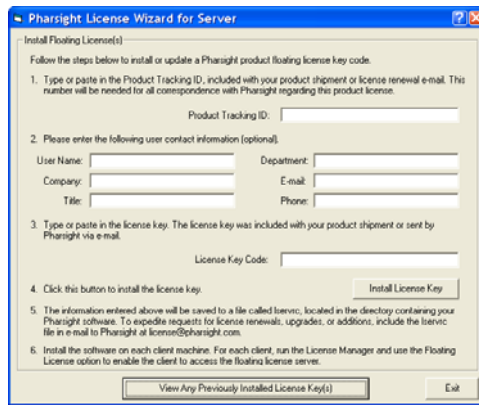 Pharsight License Wizard for Server
Install Floating License(s)
Follow the steps below to install or update a Pharsight product floating license key code.
1. Type or paste in the Product Tracking ID, included with your product shipment or license renewal e-mail. This
number will be needed for all correspondence with Pharsight regarding this product license.
Product Tracking ID:
2. Please enter the following user contact information (optional).
User Name: Department:
Company: E-mail:
Title: Phone:
3. Type or paste in the license key. The license key was included with your product shipment or sent by
Pharsight via e-mail.
License Key Code:
4. Click this button to install the license key. Install License Key
5. The information entered above will be saved to a file called lservrc, located in the directory containing your
Pharsight software. To expedite requests for license renewals, upgrades, or additions, include the lservrc
file in e-mail to Pharsight at license@pharsight.com.
6. Install the software on each client machine. For each client, run the License Manager and use the Floating
License option to enable the client to access the floating license server.
View Any Previously Installed License Key(s) Exit